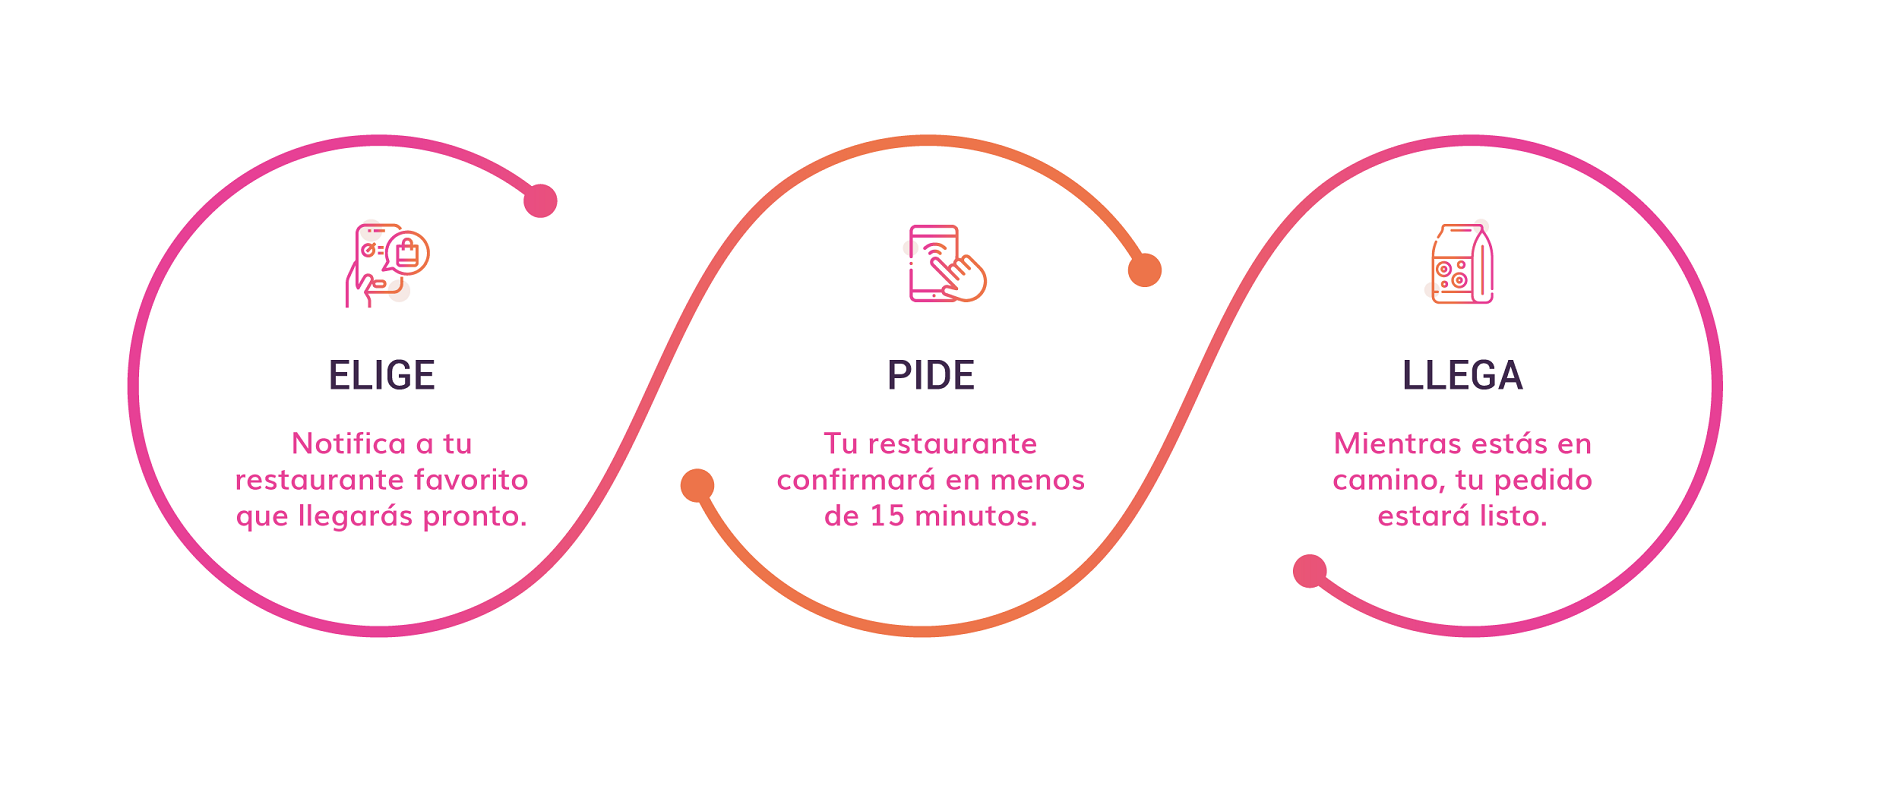 ELIGE
Notifica a tu
restaurante favorito
que llegarás pronto.
PIDE
Tu restaurante
confirmará en menos
de 15 minutos.
LLEGA
Mientras estás en
camino, tu pedido
estará listo.